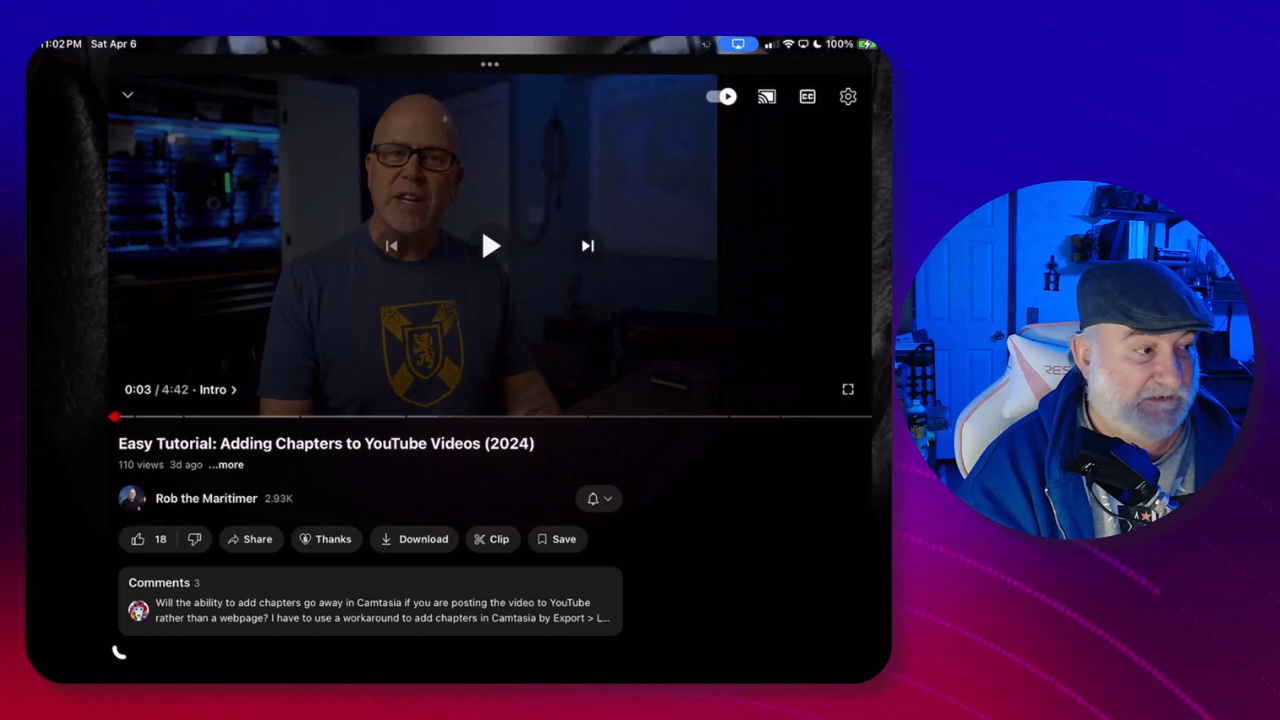 11:02 PM Sat Apr 6
100%
CC
0:03 / 4:42 · Intro >
Easy Tutorial: Adding Chapters to YouTube Videos (2024)
110 views 3d ago ...more
Rob the Maritimer 2.93K
18 Share Thanks Download Clip Save
Comments 3
Will the ability to add chapters go away in Camtasia if you are posting the video to YouTube
rather than a webpage? I have to use a workaround to add chapters in Camtasia by Export > L...
RES